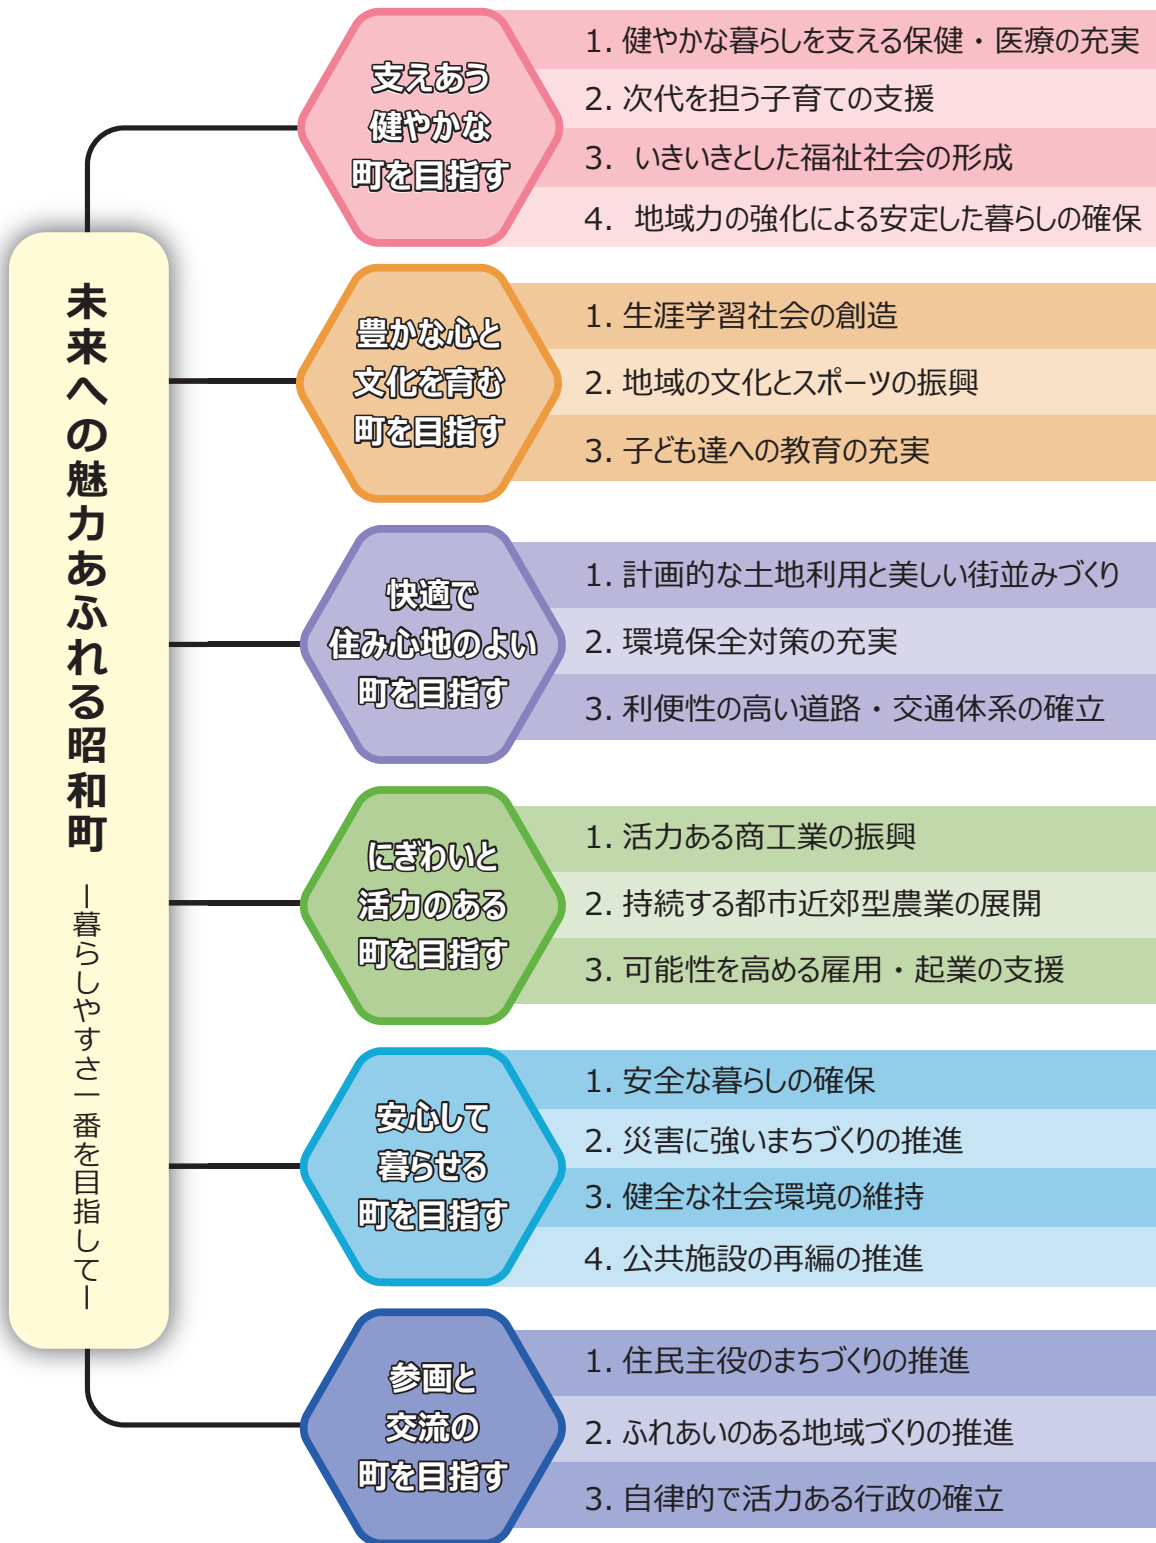 未来への魅力あふれる昭和町 ー暮らしやすさ一番を目指してー
支えあう
健やかな
町を目指す
1. 健やかな暮らしを支える保健・医療の充実
2. 次代を担う子育ての支援
3. いきいきとした福祉社会の形成
4. 地域力の強化による安定した暮らしの確保
豊かな心と
文化を育む
町を目指す
1. 生涯学習社会の創造
2. 地域の文化とスポーツの振興
3. 子ども達への教育の充実
快適で
住み心地のよい
町を目指す
1. 計画的な土地利用と美しい街並みづくり
2. 環境保全対策の充実
3. 利便性の高い道路・交通体系の確立
にぎわいと
活力のある
町を目指す
1. 活力ある商工業の振興
2. 持続する都市近郊型農業の展開
3. 可能性を高める雇用・起業の支援
安心して
暮らせる
町を目指す
1. 安全な暮らしの確保
2. 災害に強いまちづくりの推進
3. 健全な社会環境の維持
4. 公共施設の再編の推進
参画と
交流の
町を目指す
1. 住民主役のまちづくりの推進
2. ふれあいのある地域づくりの推進
3. 自律的で活力ある行政の確立